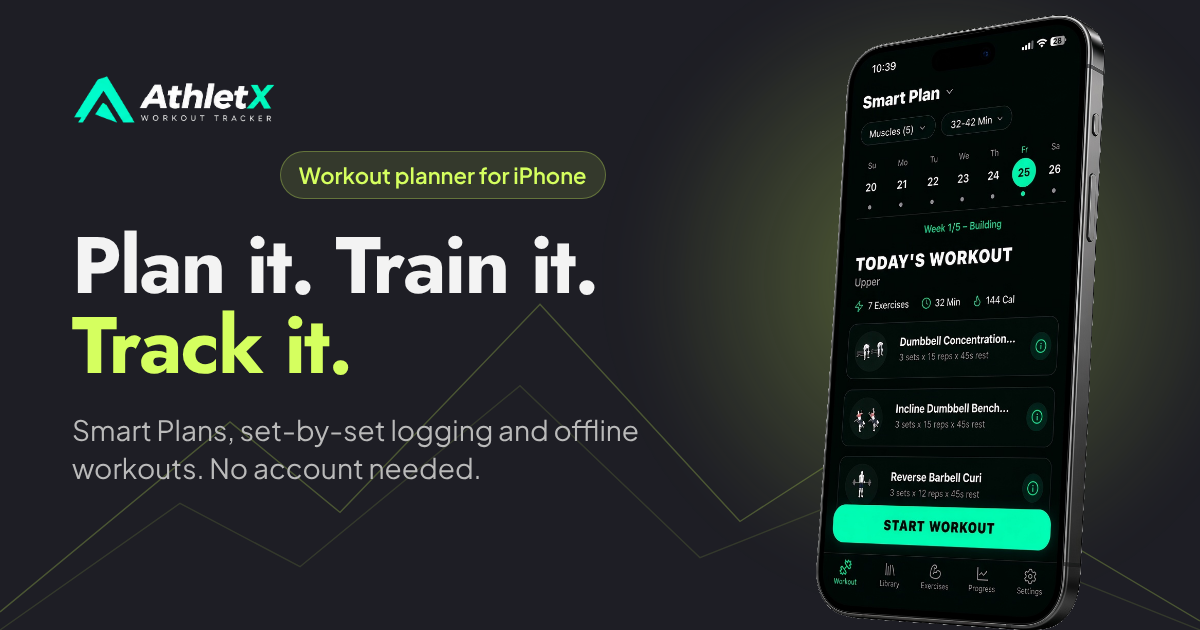 AthletX
WORKOUT TRACKER
Workout planner for iPhone
Plan it. Train it.
Track it.
Smart Plans, set-by-set logging and offline
workouts. No account needed.
10:39
28
Smart Plan
Muscles (5)
32-42 Min
Su Mo Tu We Th Fr Sa
20 21 22 23 24 25 26
Week 1/5 – Building
TODAY'S WORKOUT
Upper
7 Exercises 32 Min 144 Cal
Dumbbell Concentration...
3 sets x 15 reps x 45s rest
Incline Dumbbell Bench...
3 sets x 15 reps x 45s rest
Reverse Barbell Curl
3 sets x 12 reps x 45s rest
START WORKOUT
Workout Library Exercises Progress Settings